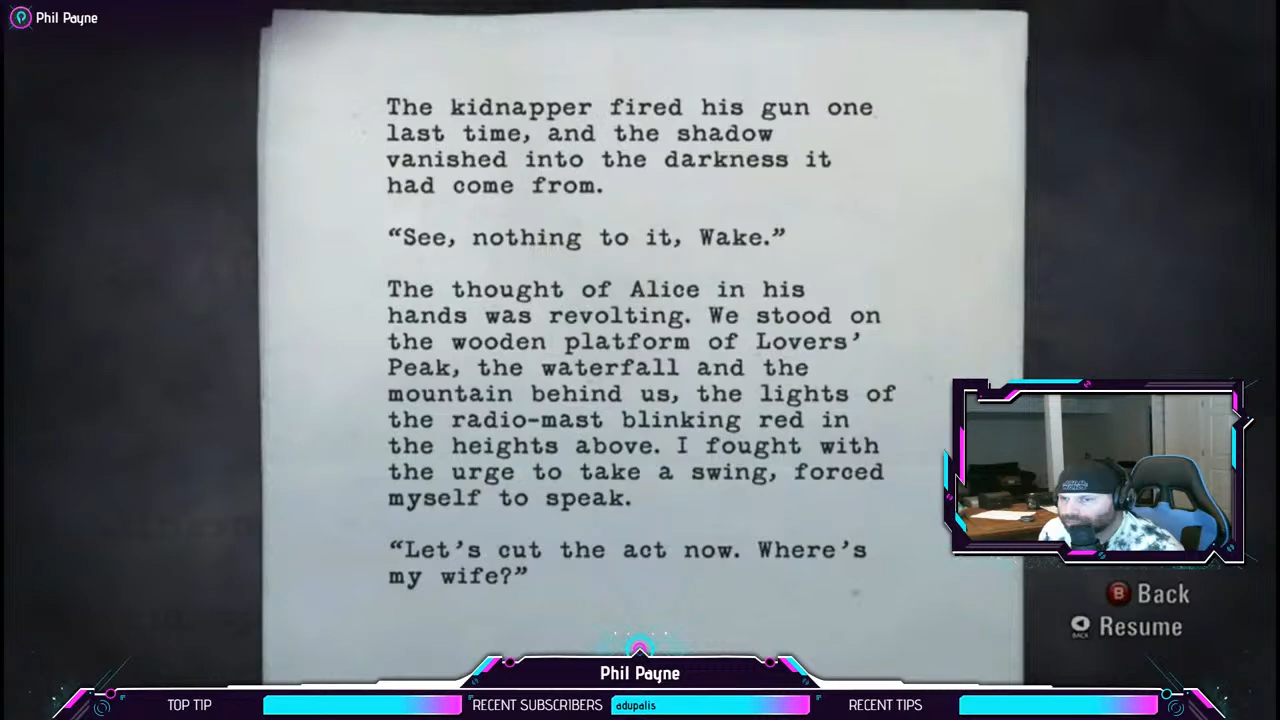 Phil Payne
The kidnapper fired his gun one
last time, and the shadow
vanished into the darkness it
had come from.
“See, nothing to it, Wake.”
The thought of Alice in his
hands was revolting. We stood on
the wooden platform of Lovers’
Peak, the waterfall and the
mountain behind us, the lights of
the radio-mast blinking red in
the heights above. I fought with
the urge to take a swing, forced
myself to speak.
“Let’s cut the act now. Where’s
my wife?”
B Back
BACK Resume
Phil Payne
TOP TIP
RECENT SUBSCRIBERS adupalis
RECENT TIPS